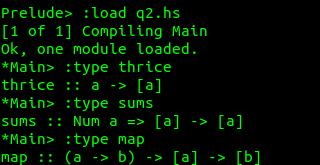 Prelude> :load q2.hs
[1 of 1] Compiling Main
Ok, one module loaded.
*Main> :type thrice
thrice :: a -> [a]
*Main> :type sums
sums :: Num a => [a] -> [a]
*Main> :type map
map :: (a -> b) -> [a] -> [b]